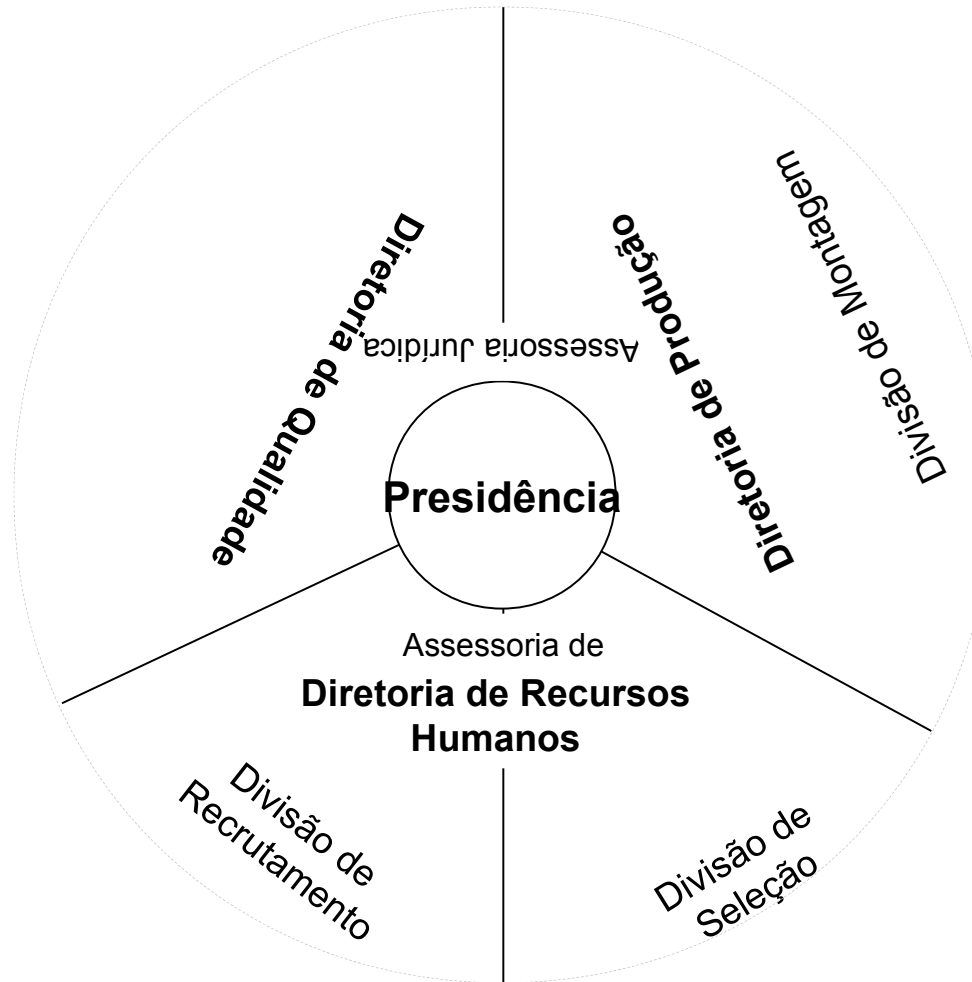 Diretoria de Qualidade
Assessoria Jurídica
Diretoria de Produção
Divisão de Montagem
Presidência
Assessoria de
Diretoria de Recursos
Humanos
Divisão de
Recrutamento
Divisão de
Seleção